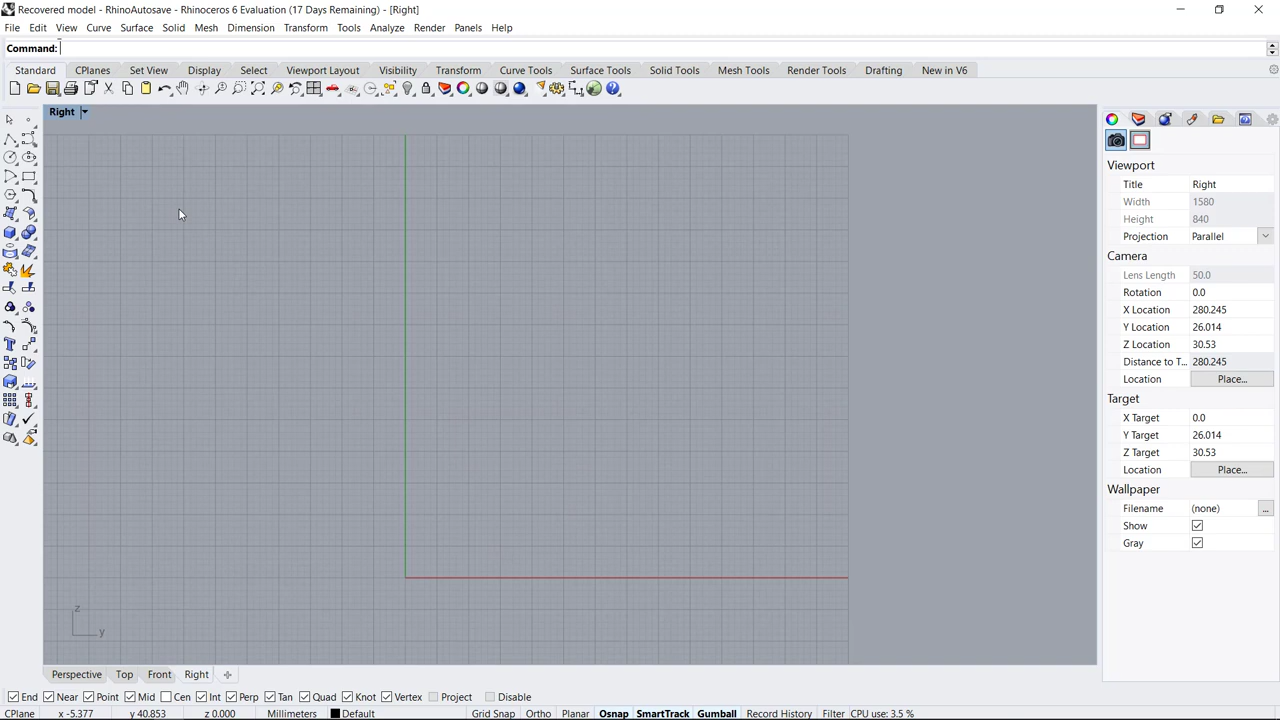 Recovered model - RhinoAutosave - Rhinoceros 6 Evaluation (17 Days Remaining) - [Right]
File Edit View Curve Surface Solid Mesh Dimension Transform Tools Analyze Render Panels Help
Command:
Standard CPlanes Set View Display Select Viewport Layout Visibility Transform Curve Tools Surface Tools Solid Tools Mesh Tools Render Tools Drafting New in V6
Right
Viewport
Title Right
Width 1580
Height 840
Projection Parallel
Camera
Lens Length 50.0
Rotation 0.0
X Location 280.245
Y Location 26.014
Z Location 30.53
Distance to T... 280.245
Location Place...
Target
X Target 0.0
Y Target 26.014
Z Target 30.53
Location Place...
Wallpaper
Filename (none) ...
Show
Gray
z
y
Perspective Top Front Right
End Near Point Mid Cen Int Perp Tan Quad Knot Vertex Project Disable
CPlane x -5.377 y 40.853 z 0.000 Millimeters Default Grid Snap Ortho Planar Osnap SmartTrack Gumball Record History Filter CPU use: 3.5 %